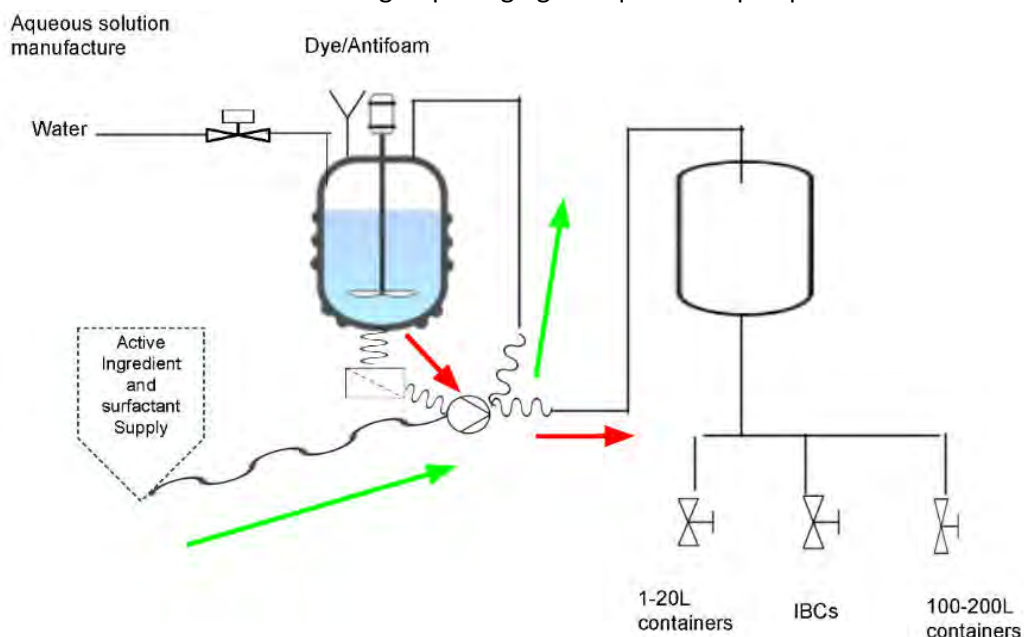 Aqueous solution
manufacture
Dye/Antifoam
Water
Active
Ingredient
and
surfactant
Supply
1-20L
containers
IBCs
100-200L
containers